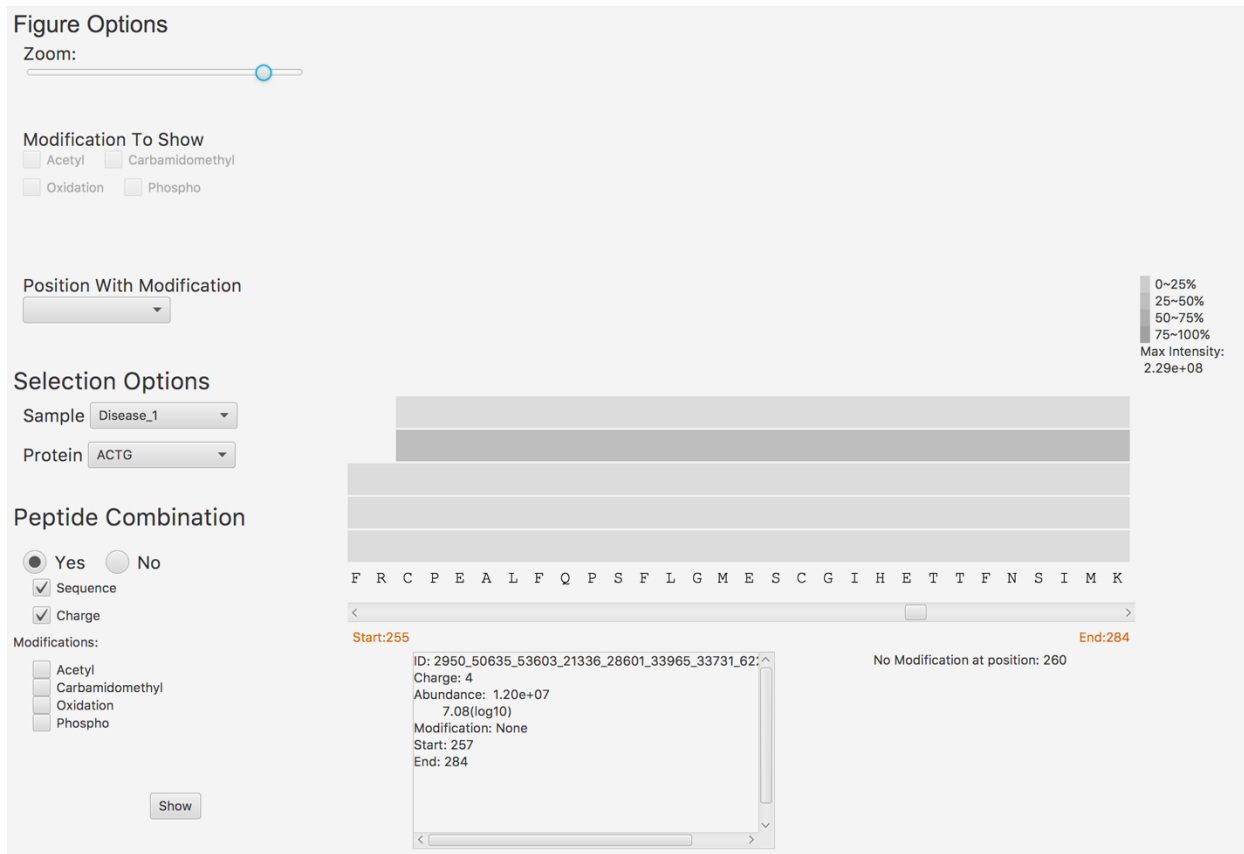 Figure Options
Zoom:
Modification To Show
Acetyl Carbamidomethyl
Oxidation Phospho
Position With Modification
0~25%
25~50%
50~75%
75~100%
Max Intensity:
2.29e+08
Selection Options
Sample Disease_1
Protein ACTG
Peptide Combination
Yes No
Sequence
Charge
Modifications:
Acetyl
Carbamidomethyl
Oxidation
Phospho
Show
F R C P E A L F Q P S F L G M E S C G I H E T T F N S I M K
Start:255 End:284
ID: 2950_50635_53603_21336_28601_33965_33731_622
Charge: 4
Abundance: 1.20e+07
7.08(log10)
Modification: None
Start: 257
End: 284
No Modification at position: 260